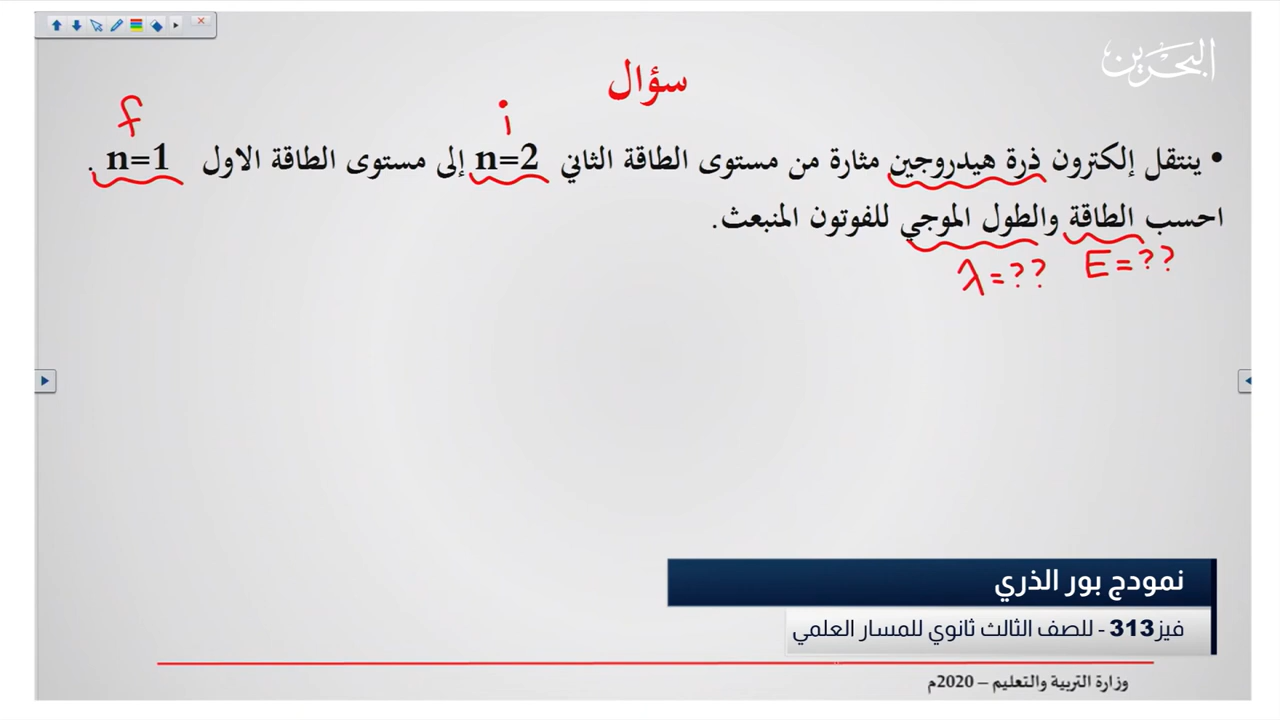 البحرين
سؤال
f
i
• ينتقل إلكترون ذرة هيدروجين مثارة من مستوى الطاقة الثاني n=2 إلى مستوى الطاقة الاول n=1 .
احسب الطاقة والطول الموجي للفوتون المنبعث.
E=??
λ=??
نمودج بور الذري
فيز313 - للصف الثالث ثانوي للمسار العلمي
وزارة التربية والتعليم – 2020م